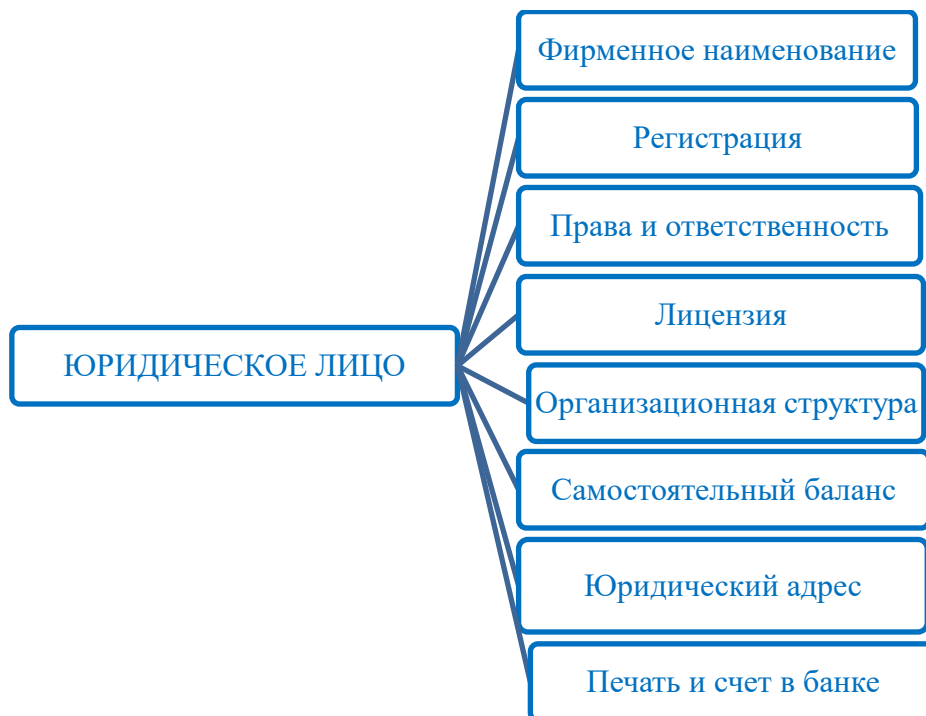 Фирменное наименование
Регистрация
Права и ответственность
Лицензия
ЮРИДИЧЕСКОЕ ЛИЦО
Организационная структура
Самостоятельный баланс
Юридический адрес
Печать и счет в банке